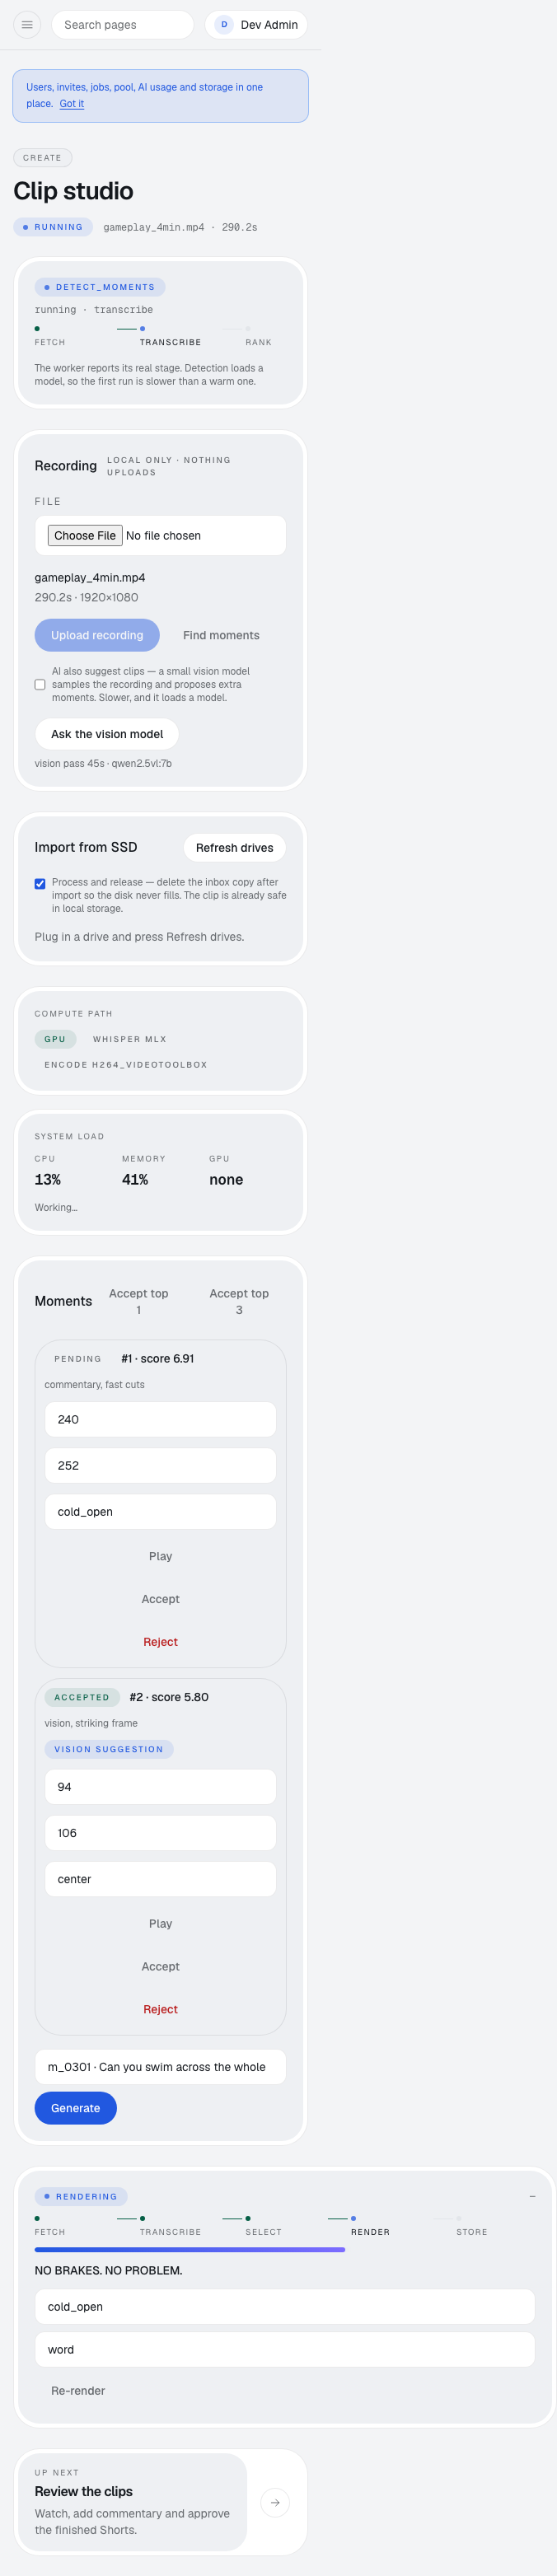 Search pages
D Dev Admin
Users, invites, jobs, pool, AI usage and storage in one
place. Got it
CREATE
Clip studio
RUNNING gameplay_4min.mp4 · 290.2s
DETECT_MOMENTS
running · transcribe
FETCH TRANSCRIBE RANK
The worker reports its real stage. Detection loads a
model, so the first run is slower than a warm one.
Recording LOCAL ONLY · NOTHING
UPLOADS
FILE
Choose File No file chosen
gameplay_4min.mp4
290.2s · 1920×1080
Upload recording Find moments
AI also suggest clips — a small vision model
samples the recording and proposes extra
moments. Slower, and it loads a model.
Ask the vision model
vision pass 45s · qwen2.5vl:7b
Import from SSD Refresh drives
Process and release — delete the inbox copy after
import so the disk never fills. The clip is already safe
in local storage.
Plug in a drive and press Refresh drives.
COMPUTE PATH
GPU WHISPER MLX
ENCODE H264_VIDEOTOOLBOX
SYSTEM LOAD
CPU MEMORY GPU
13% 41% none
Working…
Moments Accept top
1 Accept top
3
PENDING #1 · score 6.91
commentary, fast cuts
240
252
cold_open
Play
Accept
Reject
ACCEPTED #2 · score 5.80
vision, striking frame
VISION SUGGESTION
94
106
center
Play
Accept
Reject
m_0301 · Can you swim across the whole
Generate
RENDERING —
FETCH TRANSCRIBE SELECT RENDER STORE
NO BRAKES. NO PROBLEM.
cold_open
word
Re-render
UP NEXT
Review the clips
Watch, add commentary and approve
the finished Shorts.